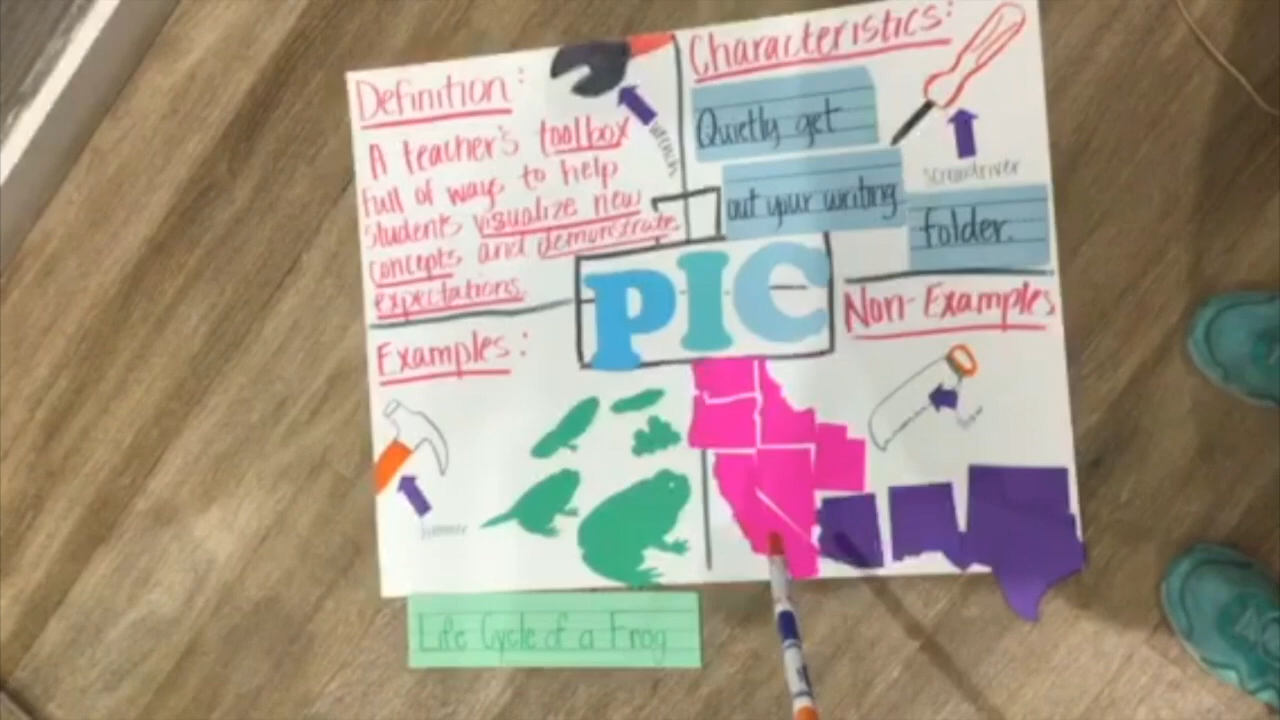 Definition:
A teacher's toolbox
full of ways to help
students visualize new
concepts and demonstrate
expectations.
wrench
Characteristics:
Quietly get
out your writing
folder.
screwdriver
PIC
Examples:
hammer
Life Cycle of a Frog
Non-Examples
saw